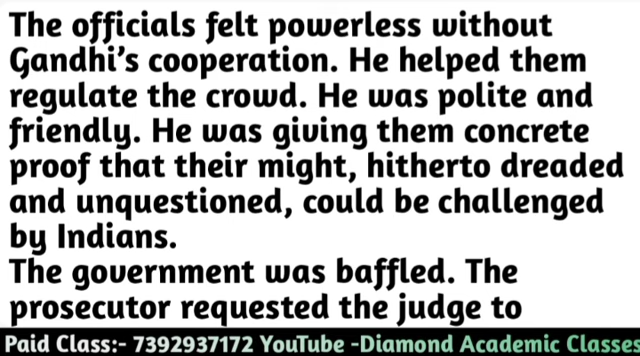 The officials felt powerless without
Gandhi's cooperation. He helped them
regulate the crowd. He was polite and
friendly. He was giving them concrete
proof that their might, hitherto dreaded
and unquestioned, could be challenged
by Indians.
The government was baffled. The
prosecutor requested the judge to
Paid Class:- 7392937172 YouTube -Diamond Academic Classes